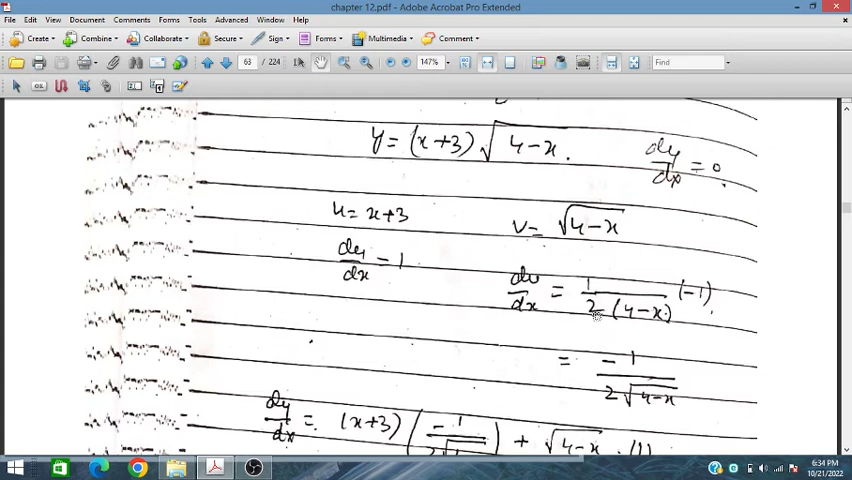 chapter 12.pdf - Adobe Acrobat Pro Extended
File Edit View Document Comments Forms Tools Advanced Window Help
Create Combine Collaborate Secure Sign Forms Multimedia Comment
63 / 224 147% Find
y = (x+3) √4-x .
dy/dx = 0.
u = x+3 v = √4-x
du/dx - 1
dv/dx = 1/2 (4-x) (-1).
= -1/2√4-x
dy/dx = (x+3) ( -1/2√ ) + √4-x .(1)
6:34 PM
10/21/2022